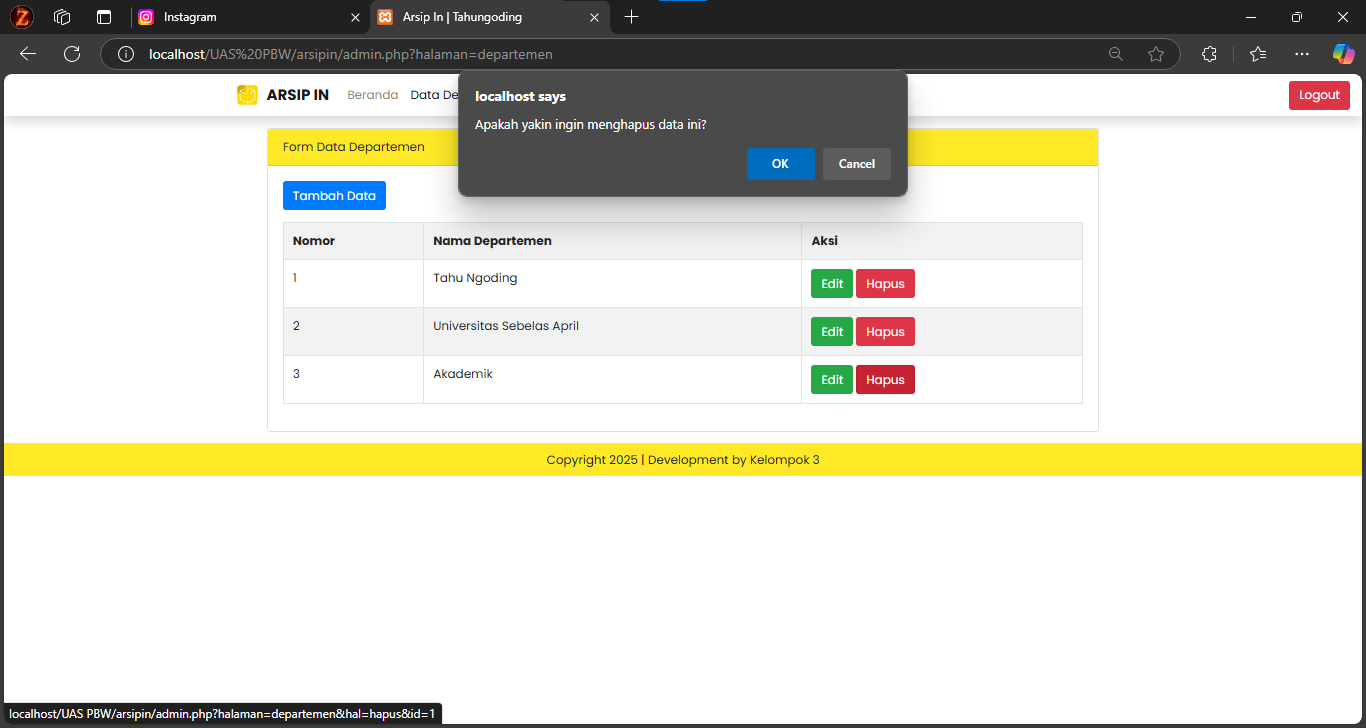 Instagram
Arsip In | Tahungoding
localhost/UAS%20PBW/arsipin/admin.php?halaman=departemen
ARSIP IN Beranda Data De Logout
localhost says
Apakah yakin ingin menghapus data ini?
OK Cancel
Form Data Departemen
Tambah Data
Nomor Nama Departemen Aksi
1 Tahu Ngoding Edit Hapus
2 Universitas Sebelas April Edit Hapus
3 Akademik Edit Hapus
Copyright 2025 | Development by Kelompok 3
localhost/UAS PBW/arsipin/admin.php?halaman=departemen&hal=hapus&id=1